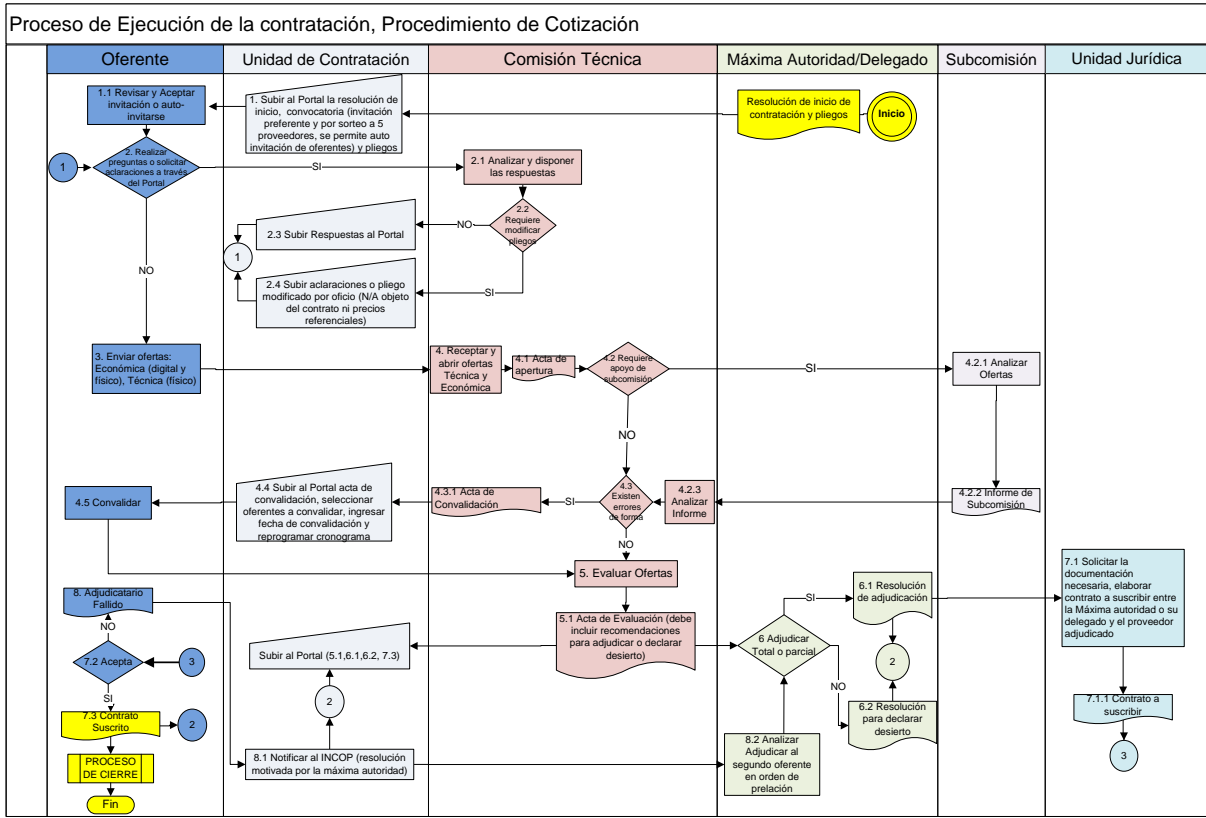 Proceso de Ejecución de la contratación, Procedimiento de Cotización
Oferente
Unidad de Contratación
Comisión Técnica
Máxima Autoridad/Delegado
Subcomisión
Unidad Jurídica
1.1 Revisar y Aceptar
invitación o auto-
invitarse
1. Subir al Portal la resolución de
inicio, convocatoria (invitación
preferente y por sorteo a 5
proveedores, se permite auto
invitación de oferentes) y pliegos
Resolución de inicio de
contratación y pliegos
Inicio
1
2. Realizar
preguntas o solicitar
aclaraciones a través
del Portal
SI
2.1 Analizar y disponer
las respuestas
2.2
Requiere
modificar
pliegos
NO
2.3 Subir Respuestas al Portal
1
NO
2.4 Subir aclaraciones o pliego
modificado por oficio (N/A objeto
del contrato ni precios
referenciales)
SI
3. Enviar ofertas:
Económica (digital y
físico), Técnica (físico)
4. Receptar y
abrir ofertas
Técnica y
Económica
4.1 Acta de
apertura
4.2 Requiere
apoyo de
subcomisión
SI
4.2.1 Analizar
Ofertas
NO
4.5 Convalidar
4.4 Subir al Portal acta de
convalidación, seleccionar
oferentes a convalidar, ingresar
fecha de convalidación y
reprogramar cronograma
4.3.1 Acta de
Convalidación
SI
4.3
Existen
errores
de forma
4.2.3
Analizar
Informe
4.2.2 Informe de
Subcomisión
NO
5. Evaluar Ofertas
7.1 Solicitar la
documentación
necesaria, elaborar
contrato a suscribir entre
la Máxima autoridad o su
delegado y el proveedor
adjudicado
8. Adjudicatario
Fallido
6.1 Resolución
de adjudicación
SI
NO
5.1 Acta de Evaluación (debe
incluir recomendaciones
para adjudicar o declarar
desierto)
6 Adjudicar
Total o parcial
7.2 Acepta
3
Subir al Portal (5.1,6.1,6.2, 7.3)
2
NO
SI
2
7.3 Contrato
Suscrito
2
6.2 Resolución
para declarar
desierto
7.1.1 Contrato a
suscribir
PROCESO
DE CIERRE
8.1 Notificar al INCOP (resolución
motivada por la máxima autoridad)
8.2 Analizar
Adjudicar al
segundo oferente
en orden de
prelación
3
Fin